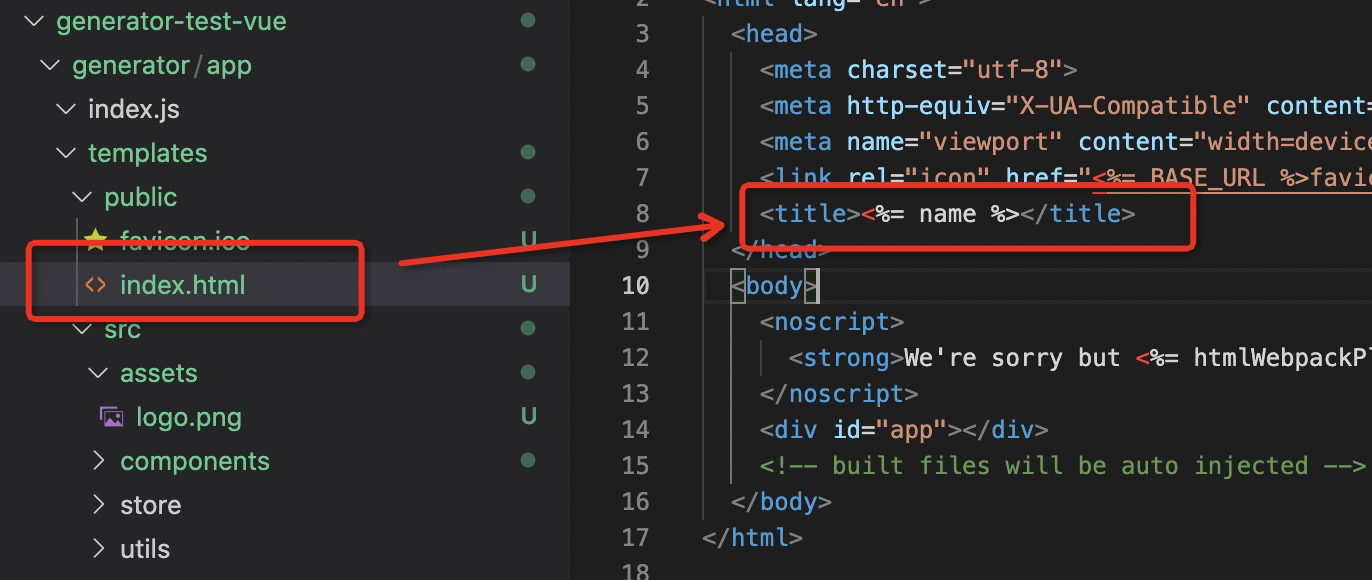 generator-test-vue
generator/app
index.js
templates
public
favicon.ico U
index.html U
src
assets
logo.png U
components
store
utils
2 <html lang="en">
3 <head>
4 <meta charset="utf-8">
5 <meta http-equiv="X-UA-Compatible" content=
6 <meta name="viewport" content="width=device
7 <link rel="icon" href="<%= BASE_URL %>favic
8 <title><%= name %></title>
9 </head>
10 <body>
11 <noscript>
12 <strong>We're sorry but <%= htmlWebpackPl
13 </noscript>
14 <div id="app"></div>
15 <!-- built files will be auto injected -->
16 </body>
17 </html>
18